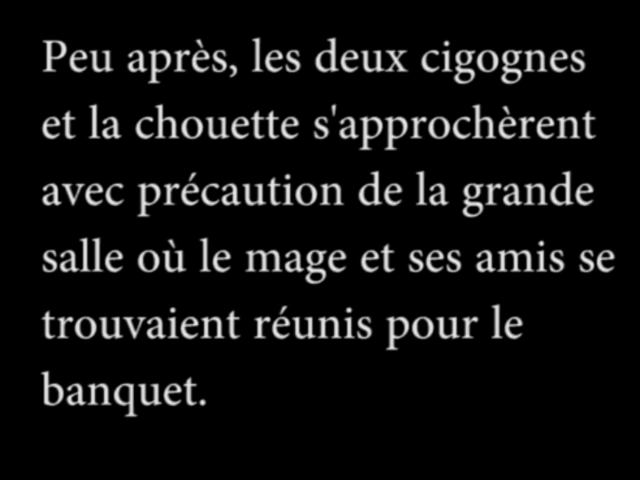 Peu après, les deux cigognes
et la chouette s'approchèrent
avec précaution de la grande
salle où le mage et ses amis se
trouvaient réunis pour le
banquet.